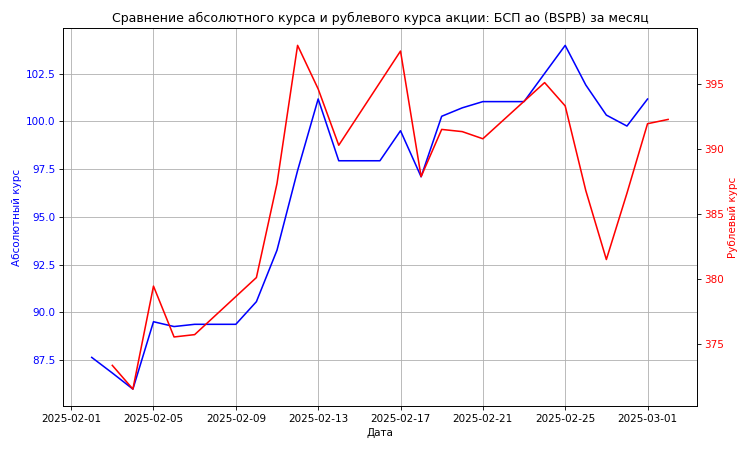 Сравнение абсолютного курса и рублевого курса акции: БСП ао (BSPB) за месяц
Абсолютный курс
102.5
100.0
97.5
95.0
92.5
90.0
87.5
395
390
385
380
375
Рублевый курс
2025-02-01 2025-02-05 2025-02-09 2025-02-13 2025-02-17 2025-02-21 2025-02-25 2025-03-01
Дата